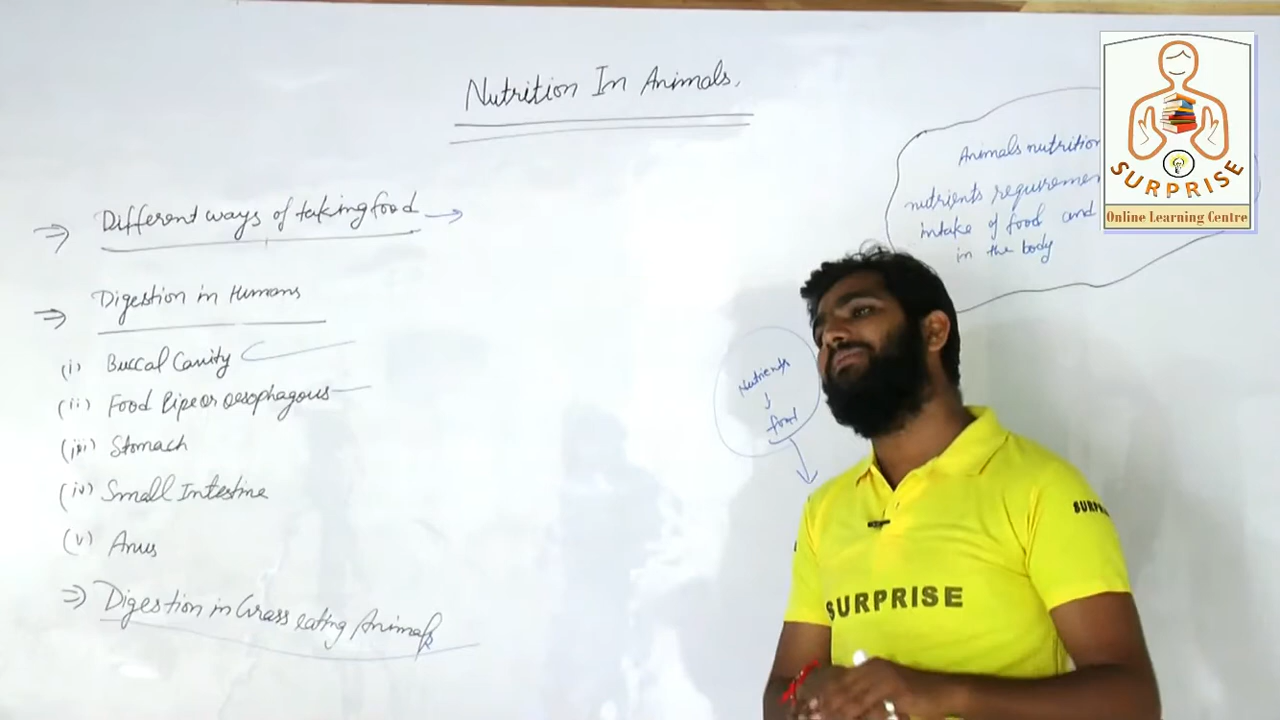 Nutrition In Animals.
Animals nutrition
nutrients requiremen
intake of food and
in the body
⇒ Different ways of taking food →
⇒ Digestion in Humans
(i) Buccal Cavity
(ii) Food Pipe or oesophagous
(iii) Stomach
(iv) Small Intestine
(v) Anus
⇒ Digestion in Grass eating Animals
Nutrients
↓
food
SURPRISE
Online Learning Centre
SURPRISE
SURPR